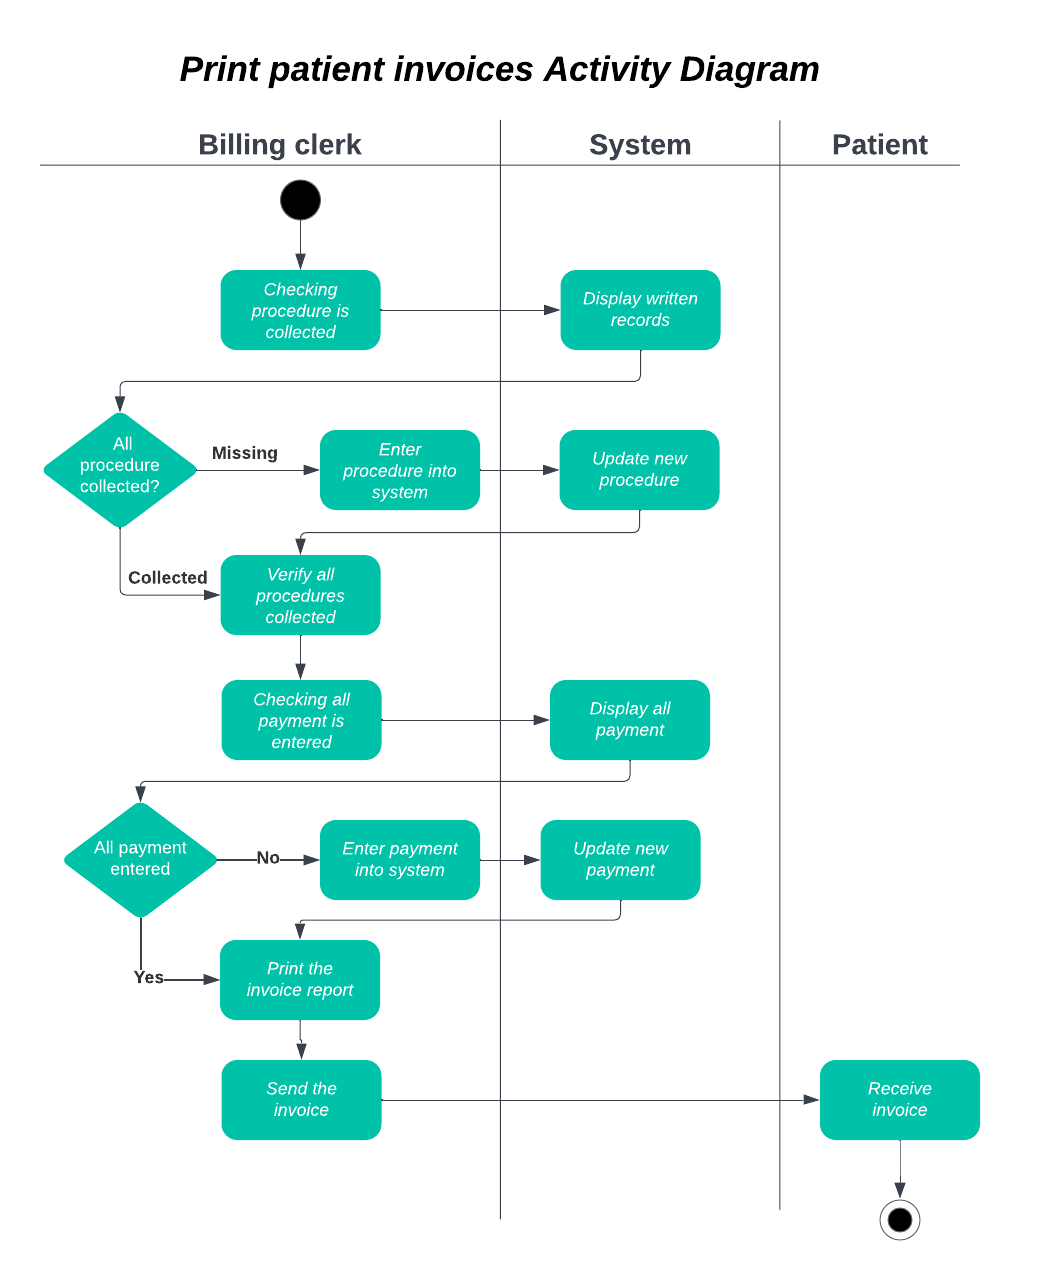 Print patient invoices Activity Diagram
Billing clerk
System
Patient
Checking
procedure is
collected
Display written
records
All
procedure
collected?
Missing
Enter
procedure into
system
Update new
procedure
Collected
Verify all
procedures
collected
Checking all
payment is
entered
Display all
payment
All payment
entered
No
Enter payment
into system
Update new
payment
Yes
Print the
invoice report
Send the
invoice
Receive
invoice